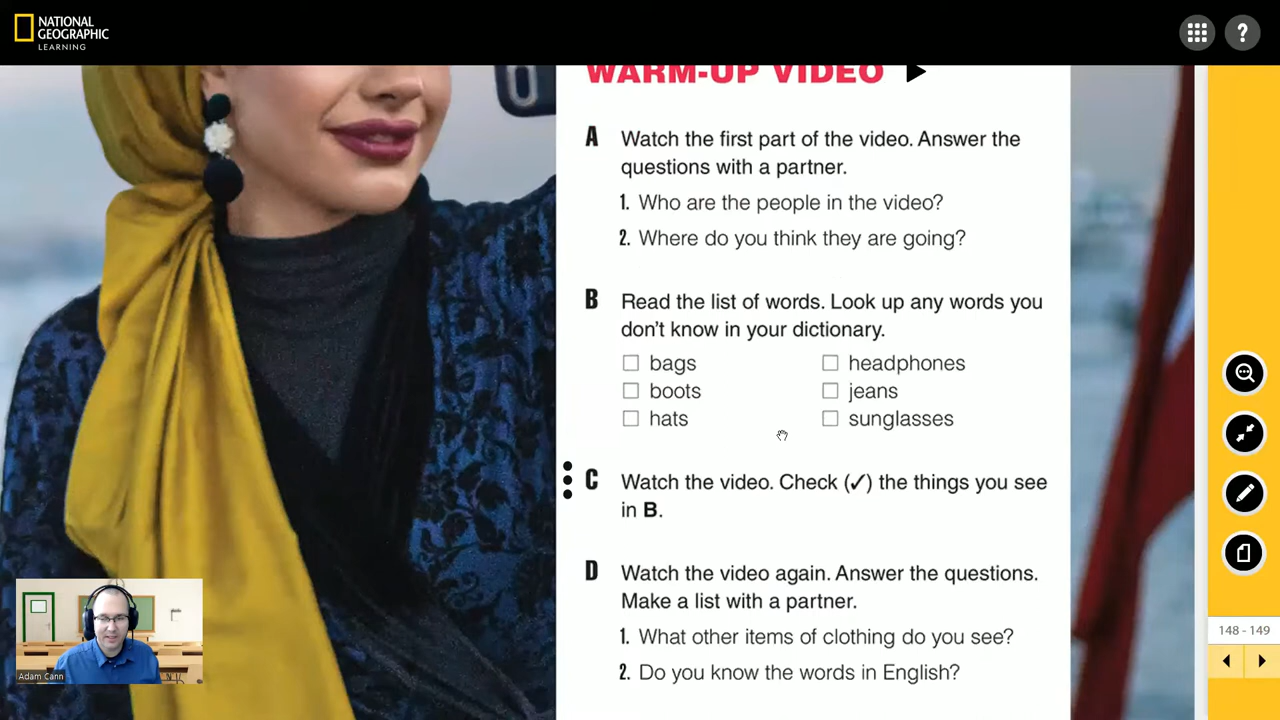 NATIONAL
GEOGRAPHIC
LEARNING
?
WARM-UP VIDEO
A Watch the first part of the video. Answer the
questions with a partner.
1. Who are the people in the video?
2. Where do you think they are going?
B Read the list of words. Look up any words you
don't know in your dictionary.
bags
headphones
boots
jeans
hats
sunglasses
C Watch the video. Check (✓) the things you see
in B.
D Watch the video again. Answer the questions.
Make a list with a partner.
1. What other items of clothing do you see?
2. Do you know the words in English?
148 - 149
Adam Cann